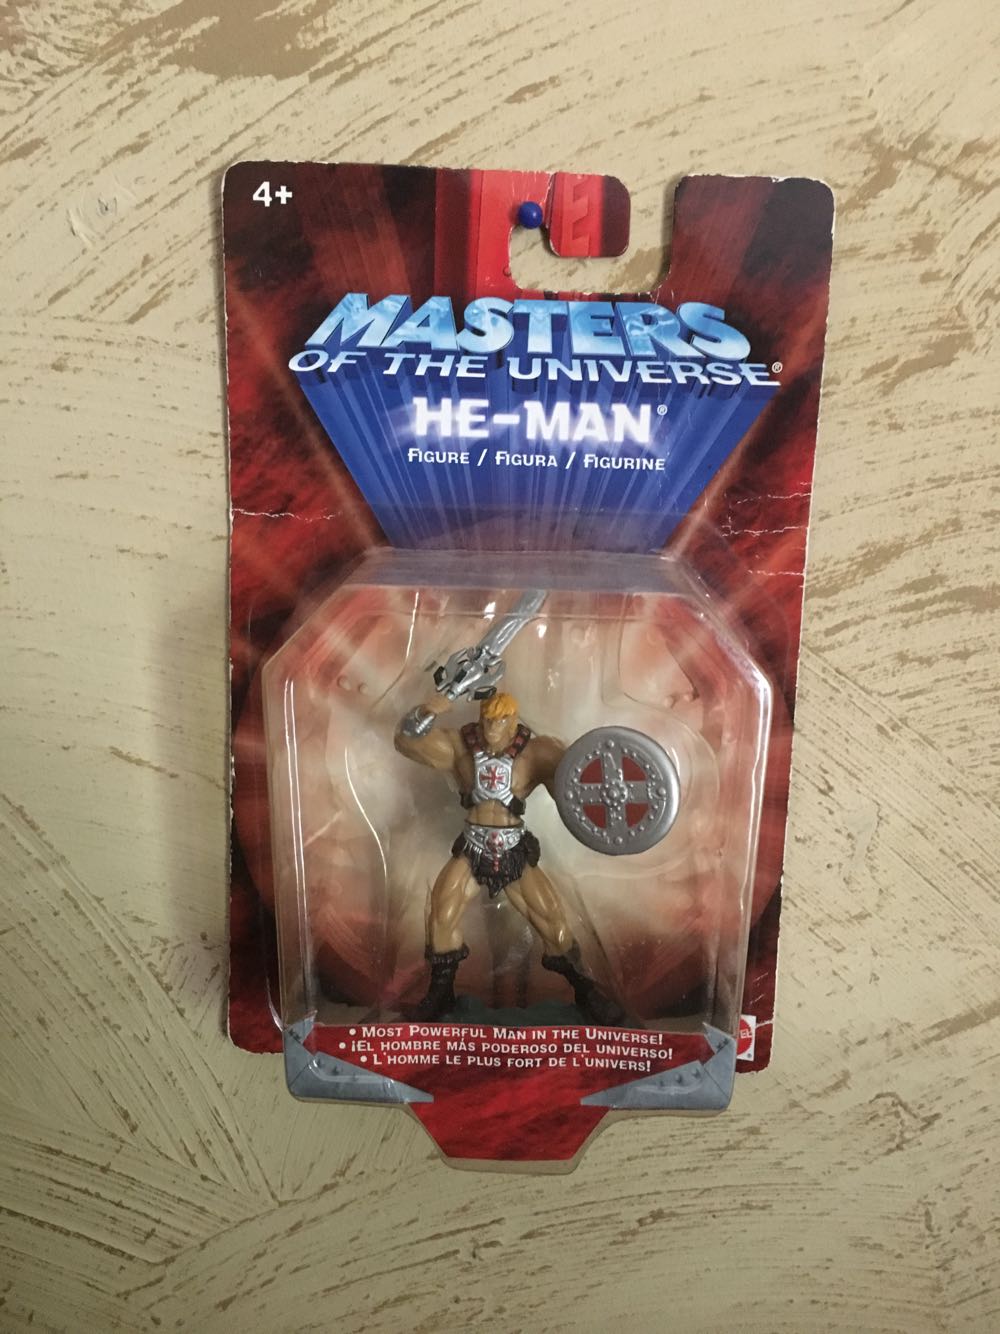 4+
MASTERS
OF THE UNIVERSE®
HE-MAN®
FIGURE / FIGURA / FIGURINE
• MOST POWERFUL MAN IN THE UNIVERSE!
• ¡EL HOMBRE MÁS PODEROSO DEL UNIVERSO!
• L'HOMME LE PLUS FORT DE L'UNIVERS!